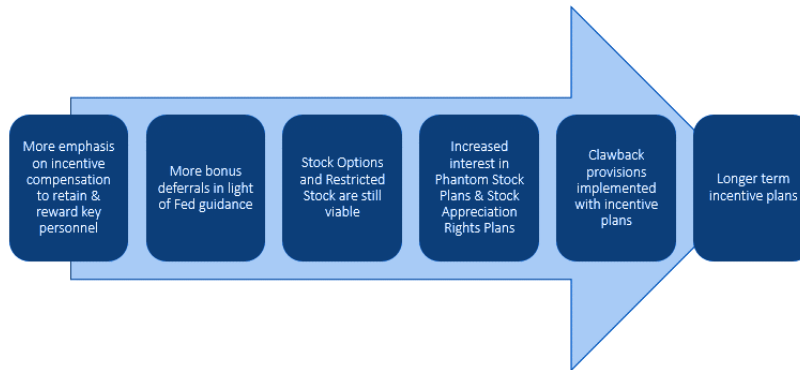 More emphasis
on incentive
compensation
to retain &
reward key
personnel
More bonus
deferrals in light
of Fed guidance
Stock Options
and Restricted
Stock are still
viable
Increased
interest in
Phantom Stock
Plans & Stock
Appreciation
Rights Plans
Clawback
provisions
implemented
with incentive
plans
Longer term
incentive plans